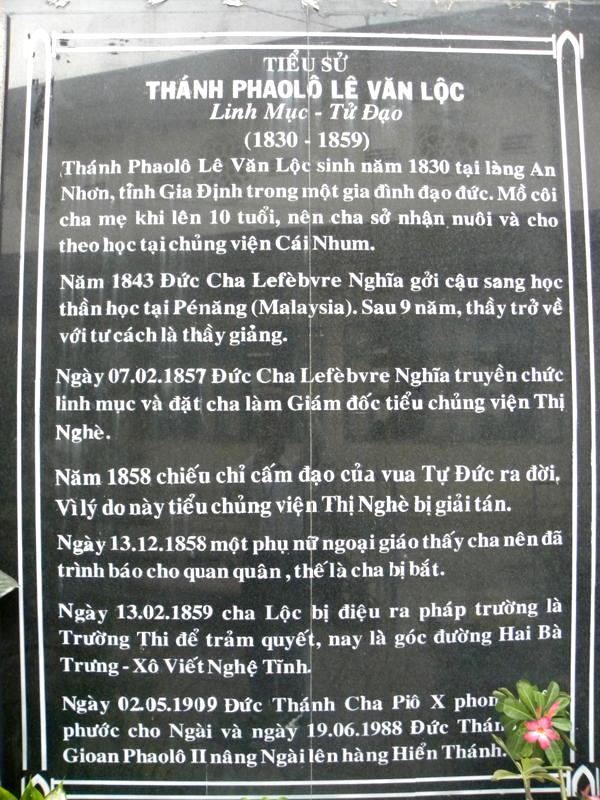 TIỂU SỬ
THÁNH PHAOLÔ LÊ VĂN LỘC
Linh Mục - Tử Đạo
(1830 - 1859)
Thánh Phaolô Lê Văn Lộc sinh năm 1830 tại làng An
Nhơn, tỉnh Gia Định trong một gia đình đạo đức. Mồ côi
cha mẹ khi lên 10 tuổi, nên cha sở nhận nuôi và cho
theo học tại chủng viện Cái Nhum.
Năm 1843 Đức Cha Lefèbvre Nghĩa gởi cậu sang học
thần học tại Pénăng (Malaysia). Sau 9 năm, thầy trở về
với tư cách là thầy giảng.
Ngày 07.02.1857 Đức Cha Lefèbvre Nghĩa truyền chức
linh mục và đặt cha làm Giám đốc tiểu chủng viện Thị
Nghè.
Năm 1858 chiếu chỉ cấm đạo của vua Tự Đức ra đời.
Vì lý do này tiểu chủng viện Thị Nghè bị giải tán.
Ngày 13.12.1858 một phụ nữ ngoại giáo thấy cha nên đã
trình báo cho quan quân, thế là cha bị bắt.
Ngày 13.02.1859 cha Lộc bị điệu ra pháp trường là
Trường Thi để trảm quyết, nay là góc đường Hai Bà
Trưng - Xô Viết Nghệ Tĩnh.
Ngày 02.05.1909 Đức Thánh Cha Piô X phon
phước cho Ngài và ngày 19.06.1988 Đức Thán
Gioan Phaolô II nâng Ngài lên hàng Hiển Thánh.